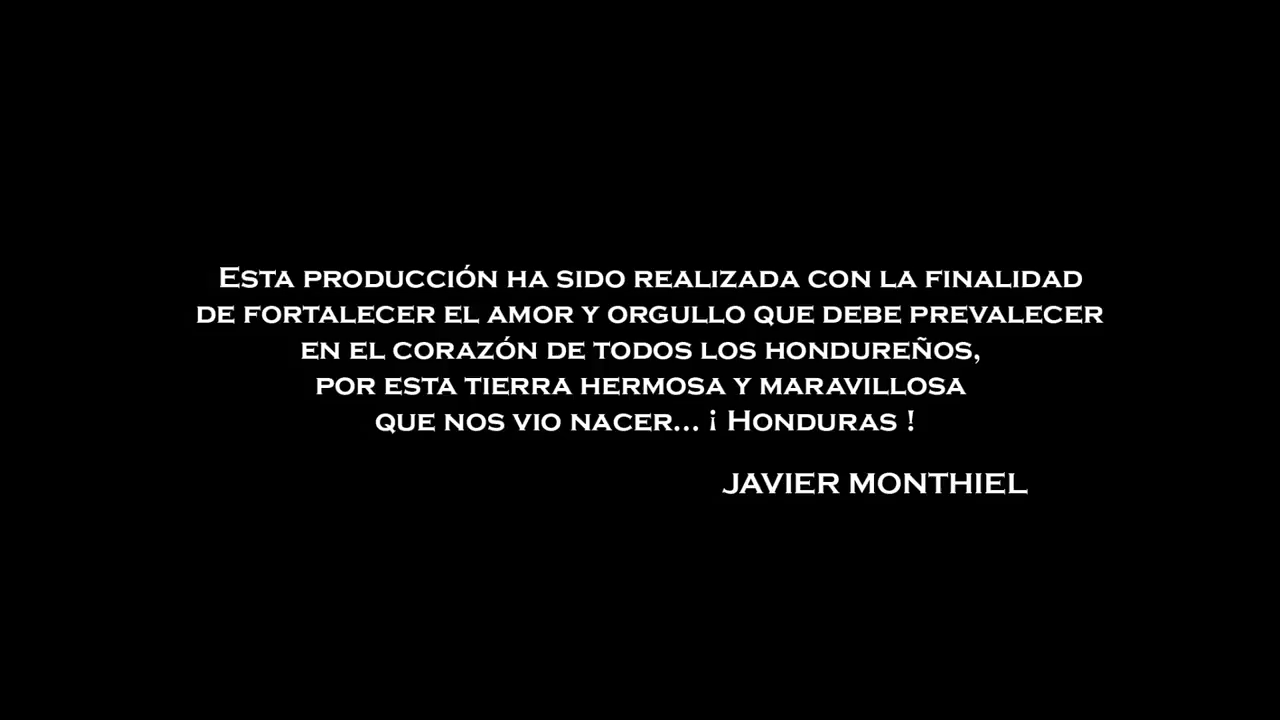 Esta producción ha sido realizada con la finalidad
de fortalecer el amor y orgullo que debe prevalecer
en el corazón de todos los hondureños,
por esta tierra hermosa y maravillosa
que nos vio nacer... ¡ Honduras !
JAVIER MONTHIEL